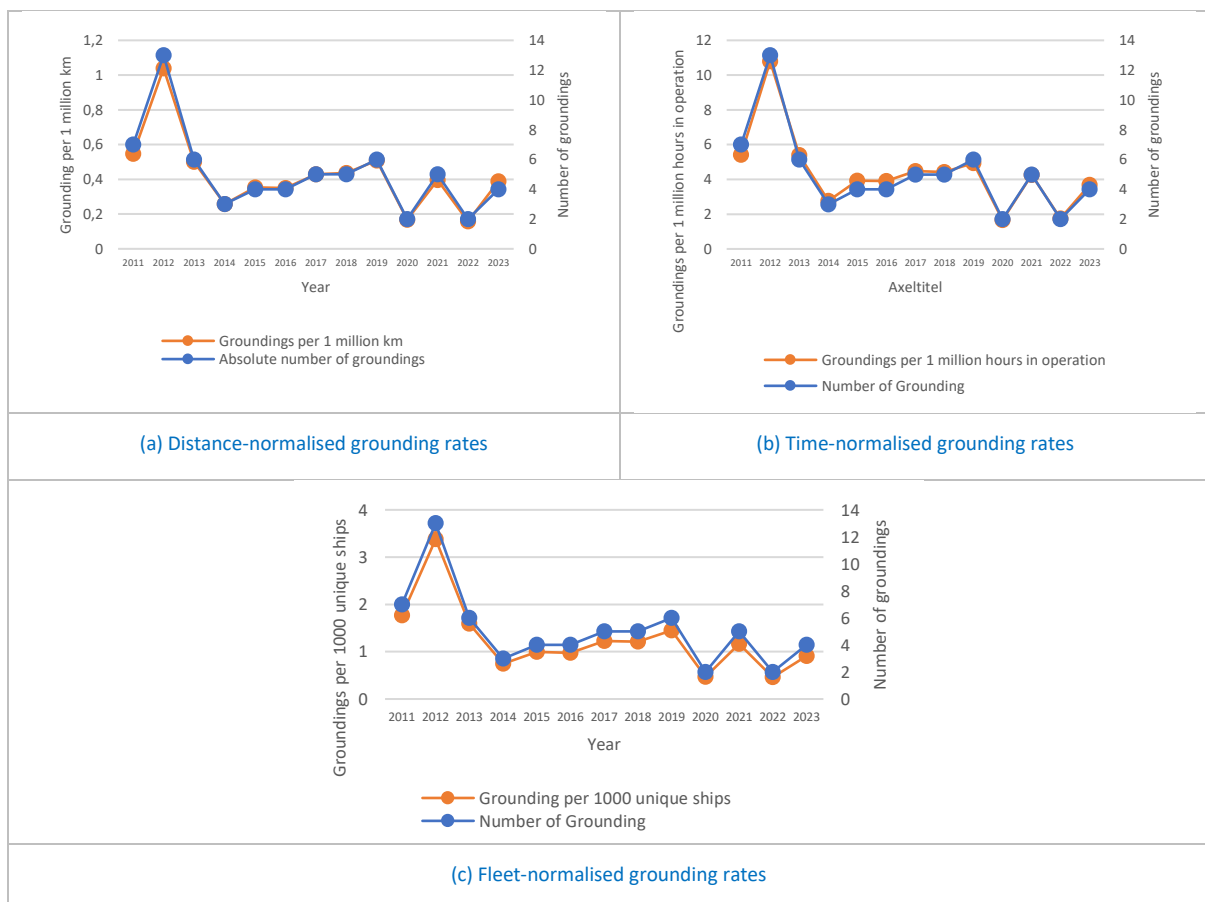 Grounding per 1 million km
1,2
1
0,8
0,6
0,4
0,2
0
14
12
10
8
6
4
2
0
Number of groundings
2011 2012 2013 2014 2015 2016 2017 2018 2019 2020 2021 2022 2023
Year
Groundings per 1 million km
Absolute number of groundings
(a) Distance-normalised grounding rates
Groundings per 1 million hours in operation
12
10
8
6
4
2
0
14
12
10
8
6
4
2
0
Number of groundings
2011 2012 2013 2014 2015 2016 2017 2018 2019 2020 2021 2022 2023
Axeltitel
Groundings per 1 million hours in operation
Number of Grounding
(b) Time-normalised grounding rates
Groundings per 1000 unique ships
4
3
2
1
0
14
12
10
8
6
4
2
0
Number of groundings
2011 2012 2013 2014 2015 2016 2017 2018 2019 2020 2021 2022 2023
Year
Grounding per 1000 unique ships
Number of Grounding
(c) Fleet-normalised grounding rates